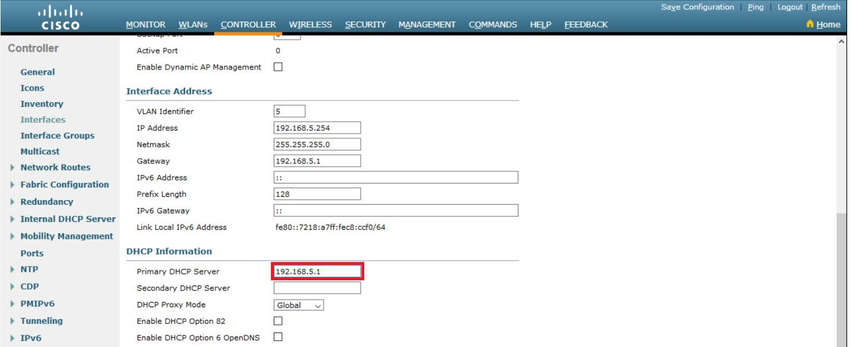 Save Configuration | Ping | Logout | Refresh
CISCO
MONITOR WLANs CONTROLLER WIRELESS SECURITY MANAGEMENT COMMANDS HELP FEEDBACK
Home
Controller
General
Icons
Inventory
Interfaces
Interface Groups
Multicast
Network Routes
Fabric Configuration
Redundancy
Internal DHCP Server
Mobility Management
Ports
NTP
CDP
PMIPv6
Tunneling
IPv6
Backup Port
Active Port 0
Enable Dynamic AP Management
Interface Address
VLAN Identifier 5
IP Address 192.168.5.254
Netmask 255.255.255.0
Gateway 192.168.5.1
IPv6 Address ::
Prefix Length 128
IPv6 Gateway ::
Link Local IPv6 Address fe80::7218:a7ff:fec8:ccf0/64
DHCP Information
Primary DHCP Server 192.168.5.1
Secondary DHCP Server
DHCP Proxy Mode Global
Enable DHCP Option 82
Enable DHCP Option 6 OpenDNS